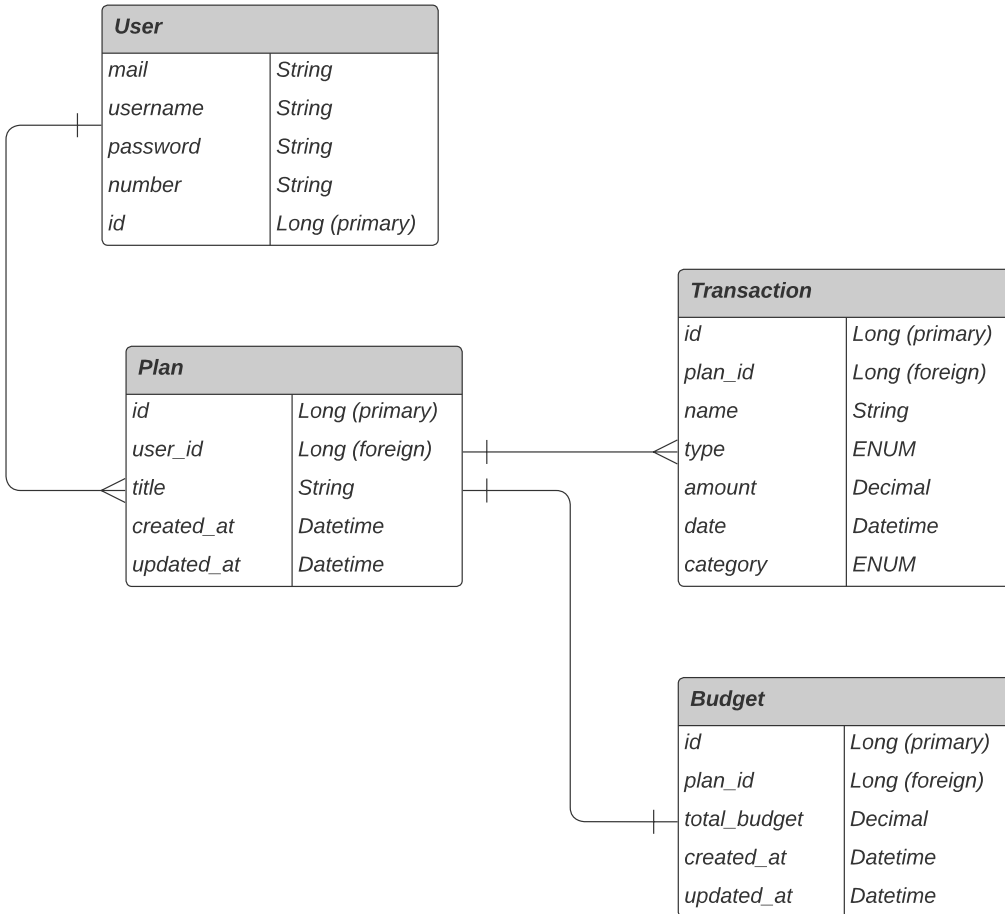 User
mail String
username String
password String
number String
id Long (primary)
Plan
id Long (primary)
user_id Long (foreign)
title String
created_at Datetime
updated_at Datetime
Transaction
id Long (primary)
plan_id Long (foreign)
name String
type ENUM
amount Decimal
date Datetime
category ENUM
Budget
id Long (primary)
plan_id Long (foreign)
total_budget Decimal
created_at Datetime
updated_at Datetime